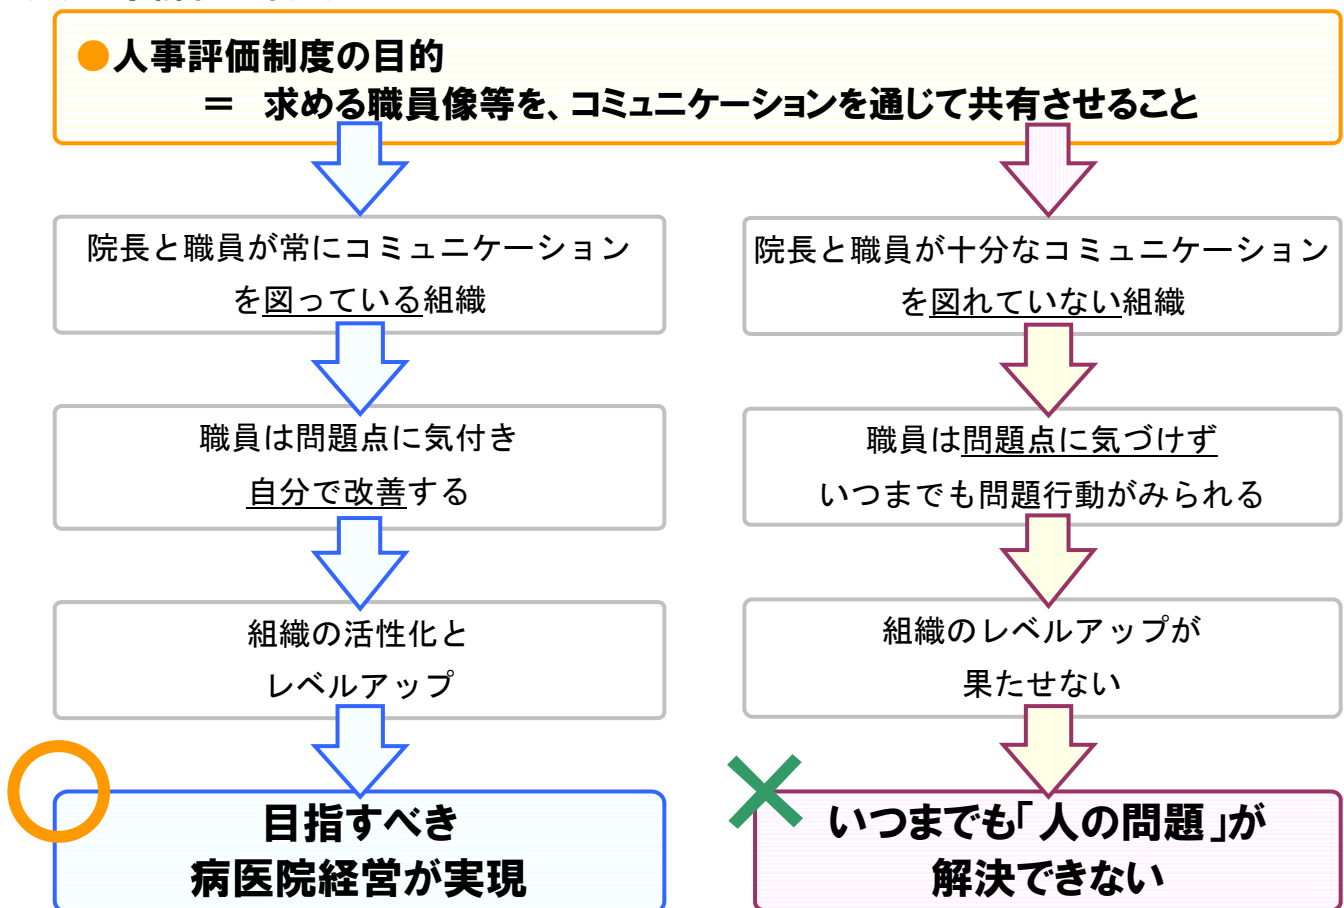 ●人事評価制度の目的
＝　求める職員像等を、コミュニケーションを通じて共有させること
院長と職員が常にコミュニケーション
を図っている組織
職員は問題点に気付き
自分で改善する
組織の活性化と
レベルアップ
目指すべき
病医院経営が実現
院長と職員が十分なコミュニケーション
を図れていない組織
職員は問題点に気づけず
いつまでも問題行動がみられる
組織のレベルアップが
果たせない
いつまでも「人の問題」が
解決できない